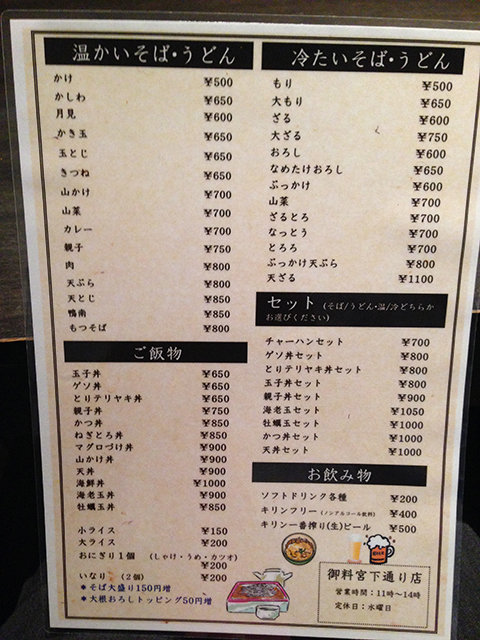 温かいそば・うどん
かけ ¥500
かしわ ¥650
月見 ¥600
かき玉 ¥650
玉とじ ¥650
きつね ¥650
山かけ ¥700
山菜 ¥700
カレー ¥700
親子 ¥750
肉 ¥800
天ぷら ¥800
天とじ ¥850
鴨南 ¥850
もつそば ¥800
ご飯物
玉子丼 ¥650
ゲソ丼 ¥650
とりテリヤキ丼 ¥650
親子丼 ¥750
かつ丼 ¥850
ねぎとろ丼 ¥850
マグロづけ丼 ¥900
山かけ丼 ¥900
天丼 ¥900
海鮮丼 ¥1000
海老玉丼 ¥900
牡蠣玉丼 ¥850
小ライス ¥150
大ライス ¥200
おにぎり1個 (しゃけ・うめ・カツオ) ¥200
いなり (2個) ¥200
*そば大盛り150円増
*大根おろしトッピング50円増
冷たいそば・うどん
もり ¥500
大もり ¥650
ざる ¥600
大ざる ¥750
おろし ¥600
なめたけおろし ¥650
ぶっかけ ¥600
山菜 ¥700
ざるとろ ¥700
なっとう ¥700
とろろ ¥700
ぶっかけ天ぷら ¥800
天ざる ¥1100
セット (そば/うどん・温/冷どちらか
お選びください)
チャーハンセット ¥700
ゲソ丼セット ¥800
とりテリヤキ丼セット ¥800
玉子丼セット ¥800
親子丼セット ¥900
海老玉セット ¥1050
牡蠣玉セット ¥1000
かつ丼セット ¥1000
天丼セット ¥1000
お飲み物
ソフトドリンク各種 ¥200
キリンフリー (ノンアルコール飲料) ¥400
キリン一番搾り(生)ビール ¥500
御料宮下通り店
営業時間:11時〜14時
定休日:水曜日